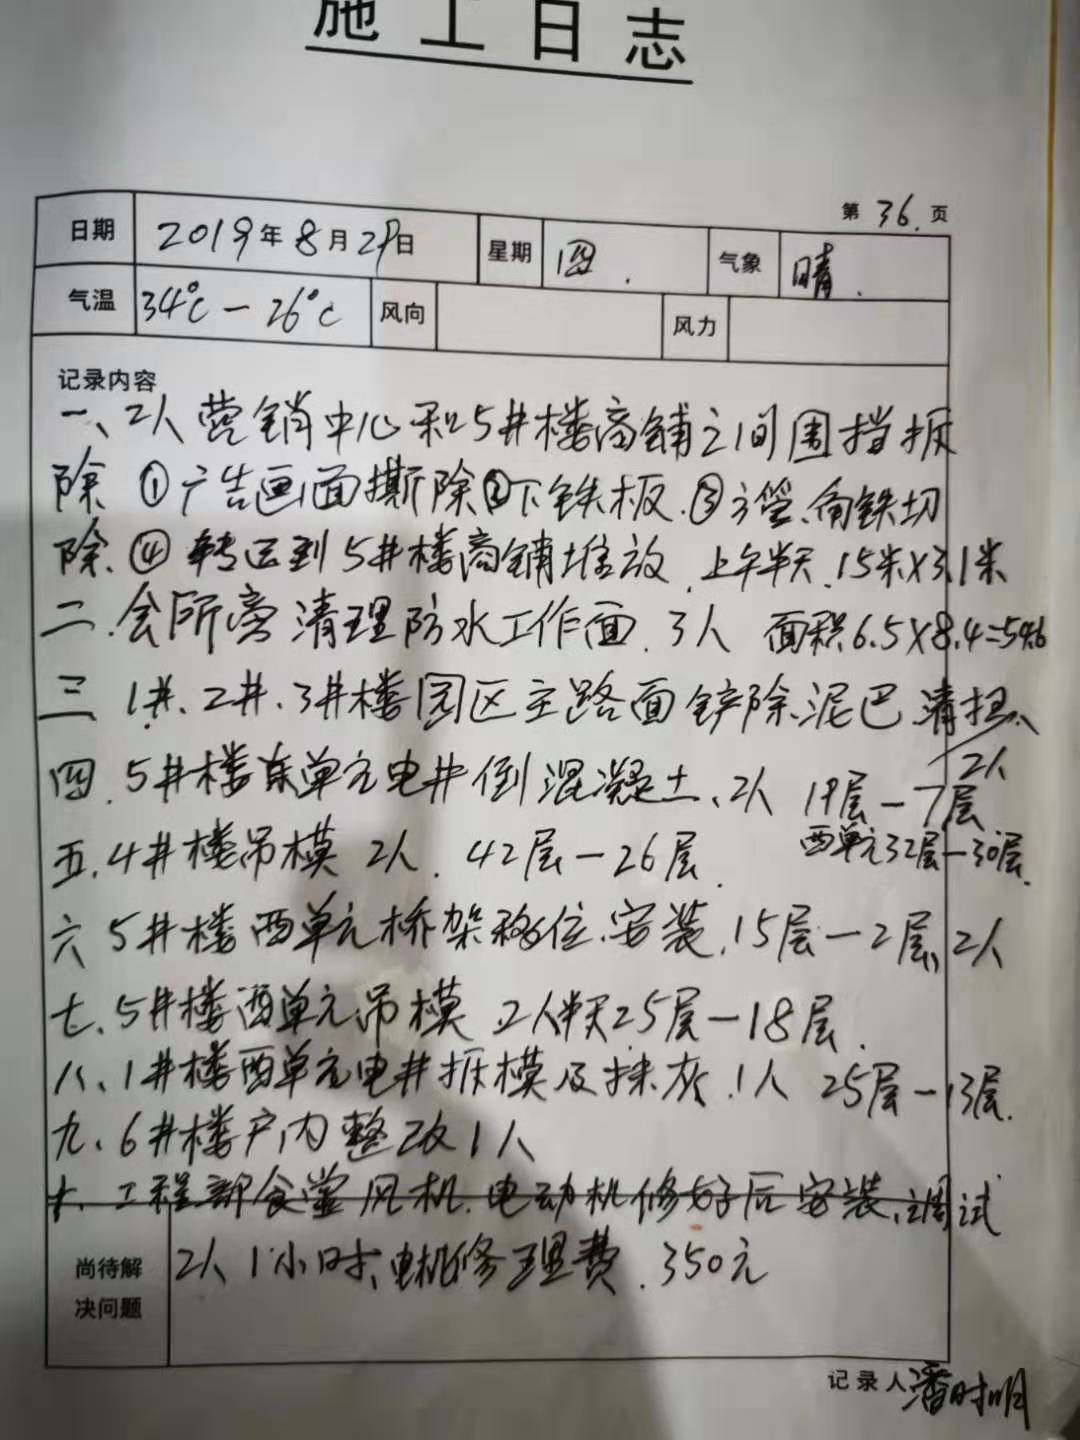 施工日志
第 36. 页
日期 2019年8月29日 星期 四. 气象 晴.
气温 34℃-26℃ 风向 风力
记录内容
一、2人营销中心和5井楼商铺之间围挡拆
除 ①广告画面撕除②下铁板.③方管、角铁切
除.④转运到5井楼商铺堆放.上午半天.15米X3.1米
二.会所旁清理防水工作面.3人 面积6.5X8.4=54.6
三 1井、2井、3井楼园区主路面铲除泥巴清扫、
2人
四.5井楼东单元电井倒混凝土、2人 19层-7层
西单元32层-30层.
五.4井楼吊模 2人.42层-26层.
六 5井楼西单元桥架移位.安装.15层-2层,2人
七、5井楼西单元吊模 2人半天25层-18层.
八、1井楼西单元电井拆模及抹灰.1人 25层-13层.
九、6井楼户内整改1人
十、工程部食堂风机.电动机修好后安装、调试
尚待解决问题 2人1小时、电机修理费.350元
记录人 潘时明